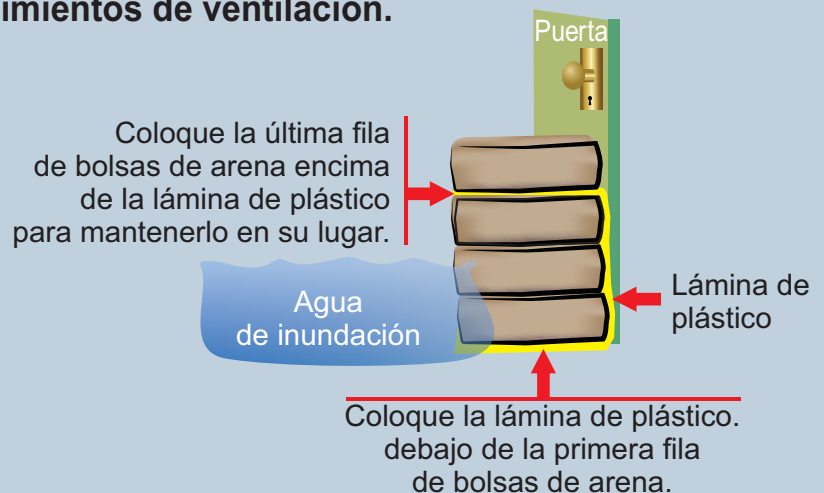 imientos de ventilación.
Puerta
Coloque la última fila
de bolsas de arena encima
de la lámina de plástico
para mantenerlo en su lugar.
Agua
de inundación
Lámina de
plástico
Coloque la lámina de plástico.
debajo de la primera fila
de bolsas de arena.